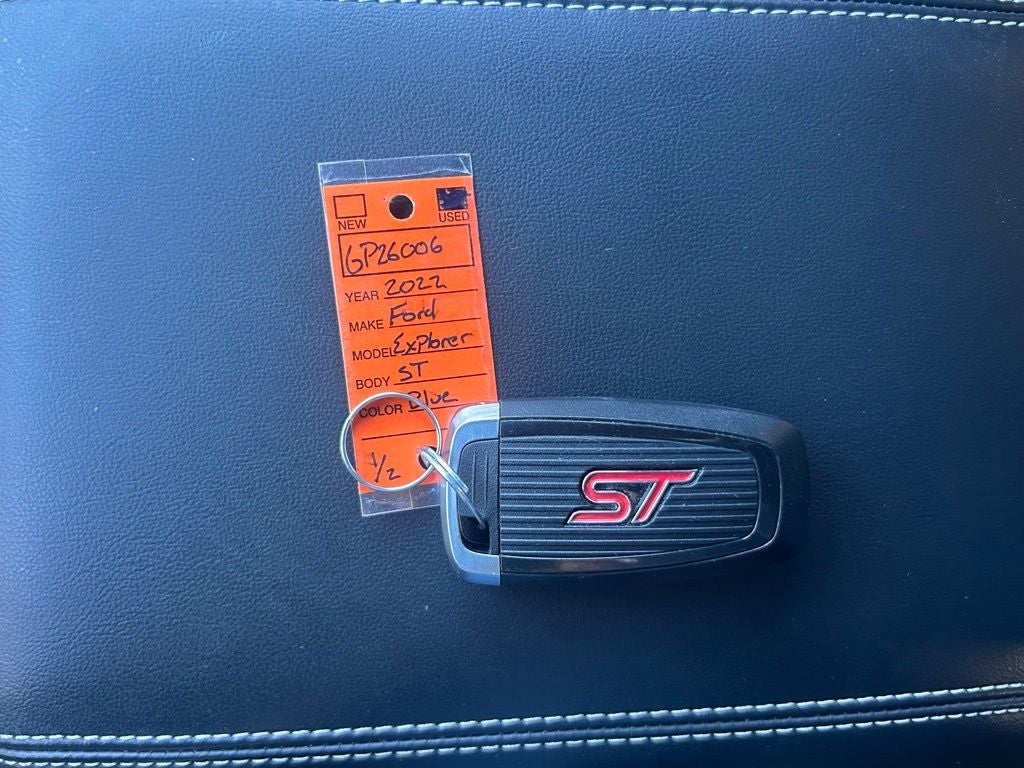 NEW USED
GP26006
YEAR 2022
MAKE Ford
MODEL Explorer
BODY ST
COLOR Blue
1/2
ST